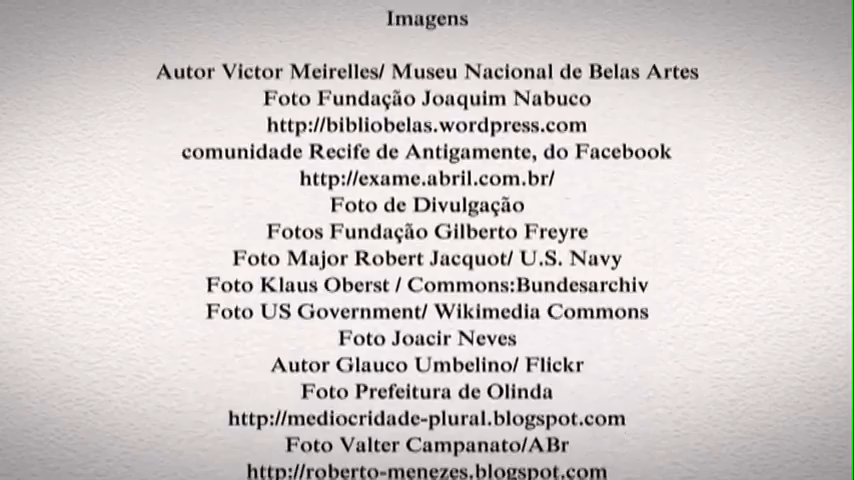 Imagens
Autor Victor Meirelles/ Museu Nacional de Belas Artes
Foto Fundação Joaquim Nabuco
http://bibliobelas.wordpress.com
comunidade Recife de Antigamente, do Facebook
http://exame.abril.com.br/
Foto de Divulgação
Fotos Fundação Gilberto Freyre
Foto Major Robert Jacquot/ U.S. Navy
Foto Klaus Oberst / Commons:Bundesarchiv
Foto US Government/ Wikimedia Commons
Foto Joacir Neves
Autor Glauco Umbelino/ Flickr
Foto Prefeitura de Olinda
http://mediocridade-plural.blogspot.com
Foto Valter Campanato/ABr
http://roberto-menezes.blogspot.com